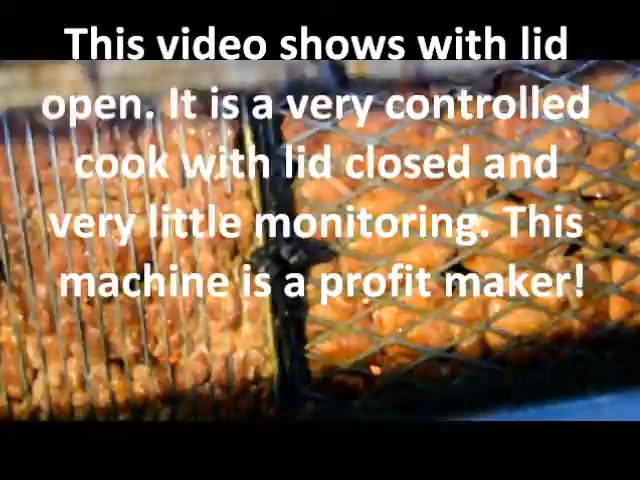 This video shows with lid
open. It is a very controlled
cook with lid closed and
very little monitoring. This
machine is a profit maker!